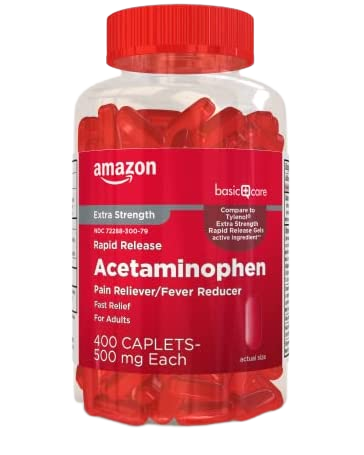 amazon
basic care
Extra Strength
Compare to
Tylenol®
Extra Strength
Rapid Release Gels
active ingredient**
NDC 72288-300-79
Rapid Release
Acetaminophen
Pain Reliever/Fever Reducer
Fast Relief
For Adults
400 CAPLETS-
500 mg Each
actual size